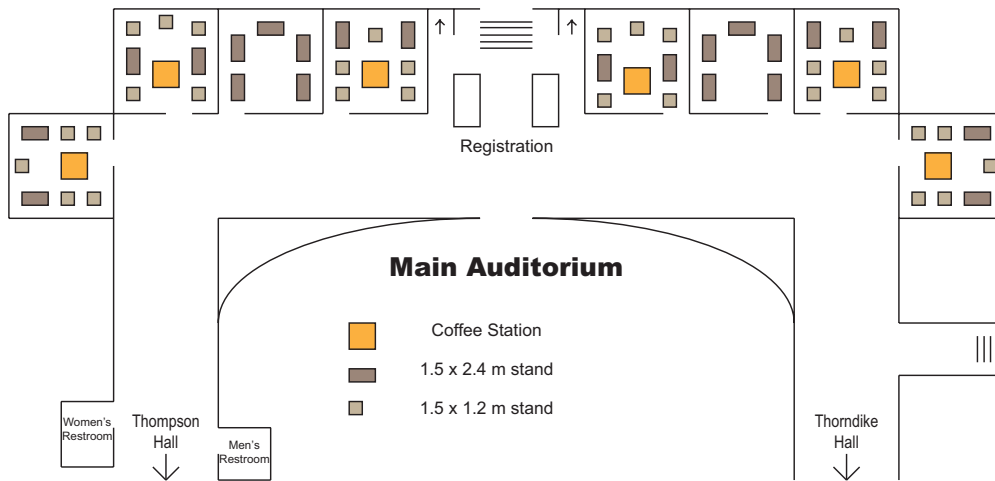 Registration
Main Auditorium
Coffee Station
1.5 x 2.4 m stand
1.5 x 1.2 m stand
Women's
Restroom
Thompson
Hall
Men's
Restroom
Thorndike
Hall